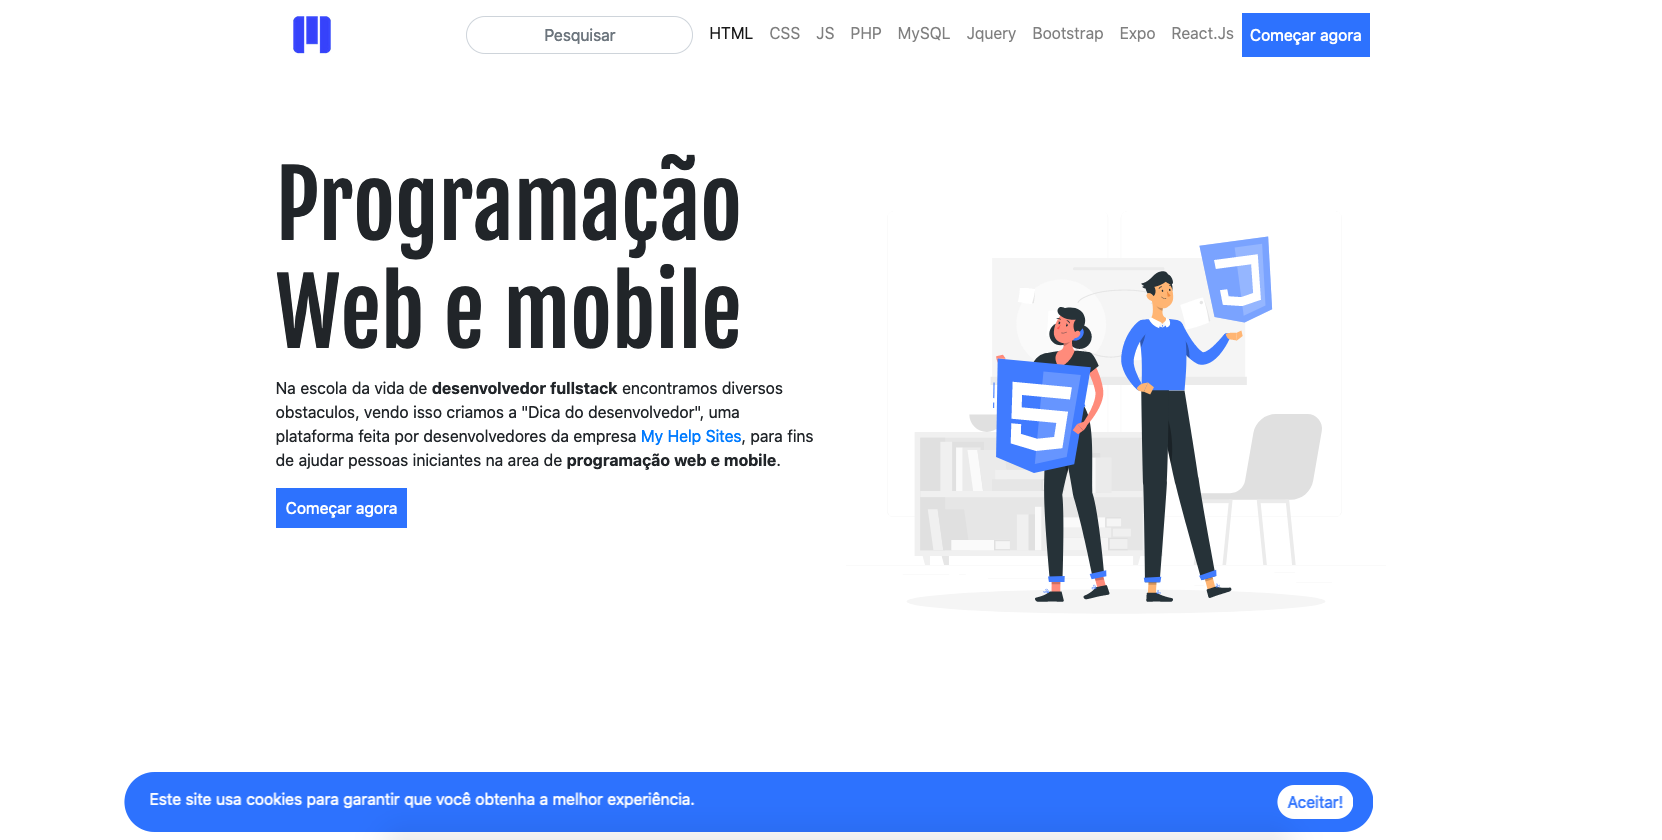 Pesquisar HTML CSS JS PHP MySQL Jquery Bootstrap Expo React.Js Começar agora
Programação
Web e mobile
Na escola da vida de desenvolvedor fullstack encontramos diversos
obstaculos, vendo isso criamos a "Dica do desenvolvedor", uma
plataforma feita por desenvolvedores da empresa My Help Sites, para fins
de ajudar pessoas iniciantes na area de programação web e mobile.
Começar agora
Este site usa cookies para garantir que você obtenha a melhor experiência.
Aceitar!